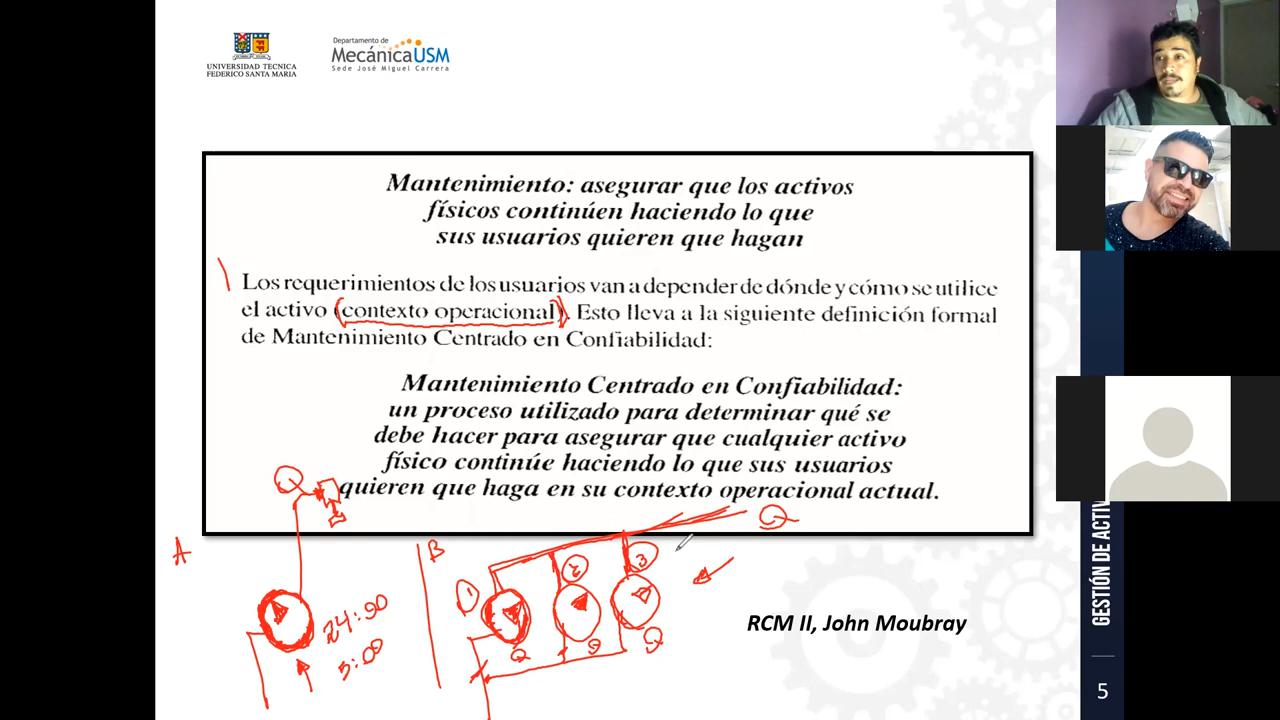 UNIVERSIDAD TECNICA
FEDERICO SANTA MARIA
Departamento de
MecánicaUSM
Sede José Miguel Carrera
Mantenimiento: asegurar que los activos
físicos continúen haciendo lo que
sus usuarios quieren que hagan
Los requerimientos de los usuarios van a depender de dónde y cómo se utilice
el activo (contexto operacional). Esto lleva a la siguiente definición formal
de Mantenimiento Centrado en Confiabilidad:
Mantenimiento Centrado en Confiabilidad:
un proceso utilizado para determinar qué se
debe hacer para asegurar que cualquier activo
físico continúe haciendo lo que sus usuarios
quieren que haga en su contexto operacional actual.
Q
A
B
Q
1
2
3
24:00
Q
Q
RCM II, John Moubray
GESTIÓN DE ACTIV
5